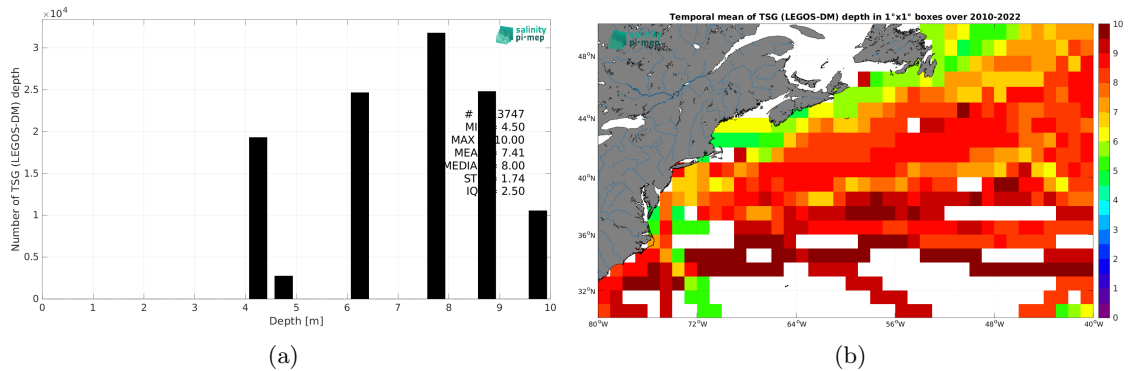 ×10⁴
3
2.5
2
1.5
1
0.5
0
Number of TSG (LEGOS-DM) depth
0 1 2 3 4 5 6 7 8 9 10
Depth [m]
salinity
pi-mep
#
3747
MI
4.50
MAX
10.00
MEA
7.41
MEDIA
8.00
ST
1.74
IQ
2.50
(a)
Temporal mean of TSG (LEGOS-DM) depth in 1°x1° boxes over 2010-2022
salinity
pi-mep
48°N
44°N
40°N
36°N
32°N
80°W 72°W 64°W 56°W 48°W 40°W
10
9
8
7
6
5
4
3
2
1
0
(b)